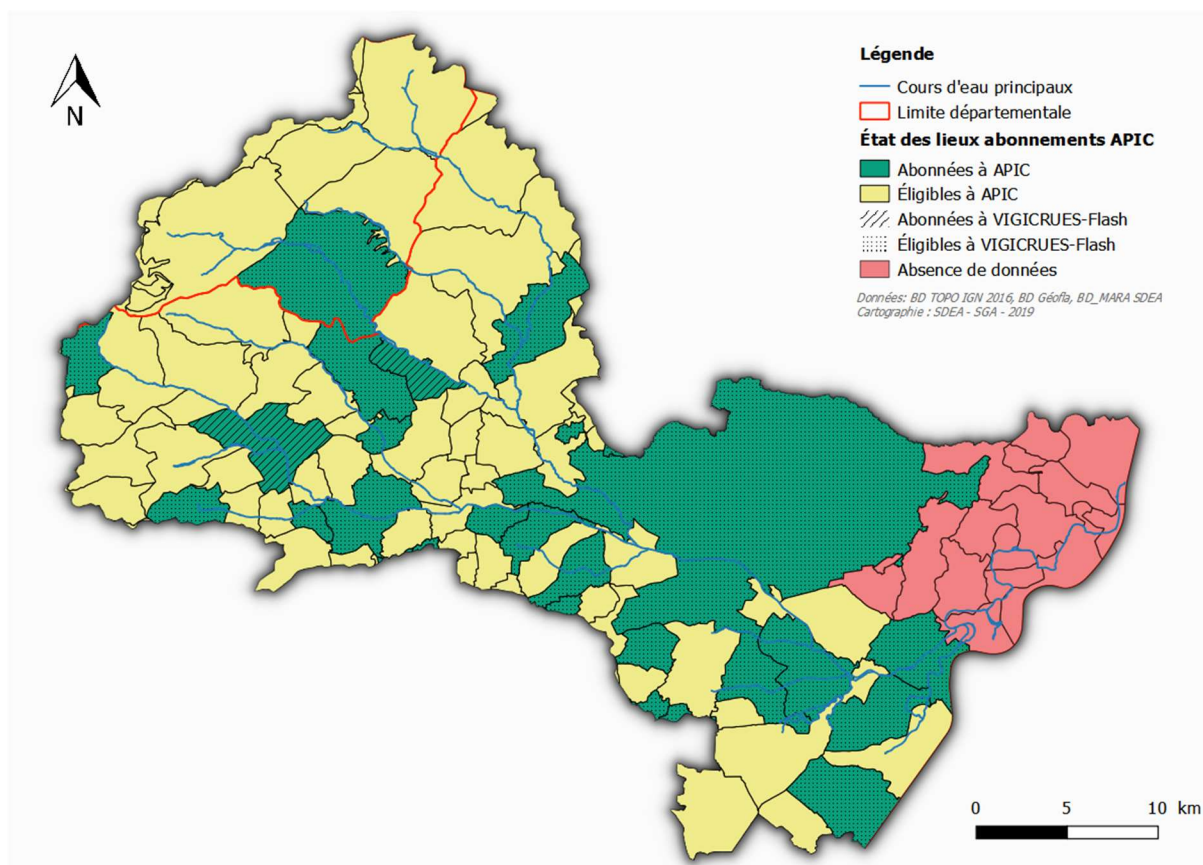 N
Légende
Cours d'eau principaux
Limite départementale
État des lieux abonnements APIC
Abonnées à APIC
Éligibles à APIC
Abonnées à VIGICRUES-Flash
Éligibles à VIGICRUES-Flash
Absence de données
Données: BD TOPO IGN 2016, BD Géofla, BD_MARA SDEA
Cartographie : SDEA - SGA - 2019
0 5 10 km